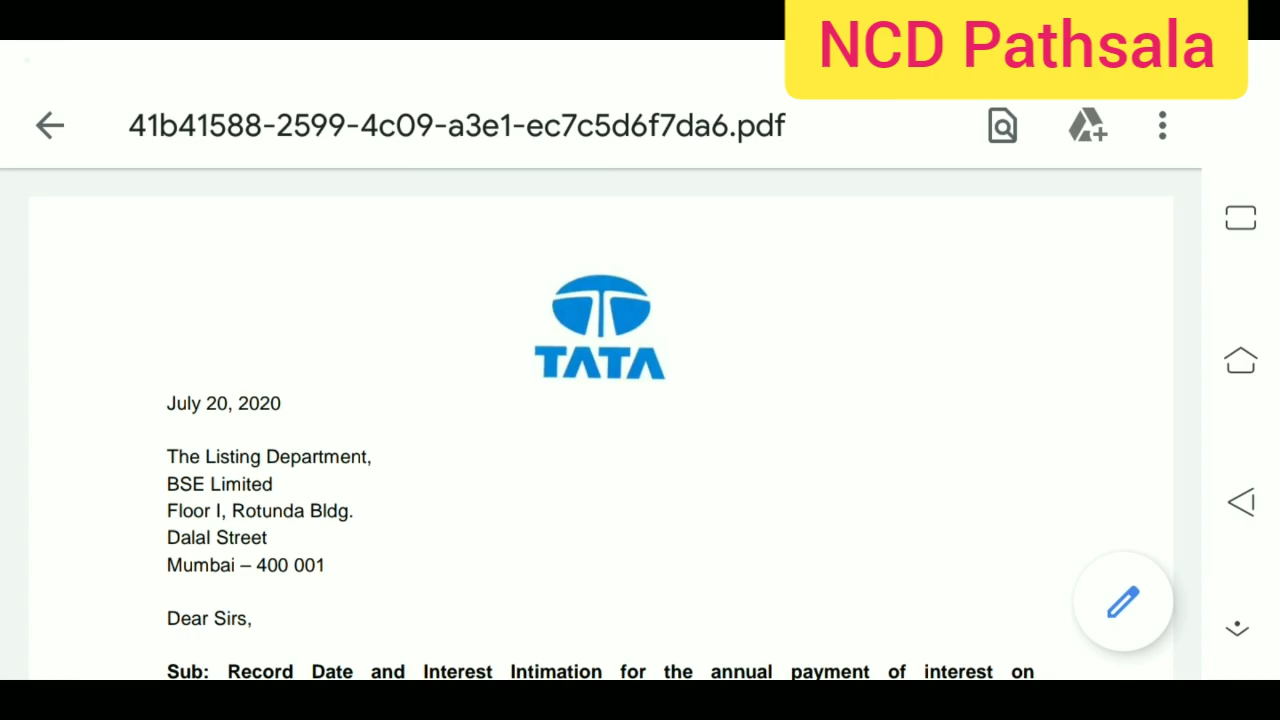 NCD Pathsala
41b41588-2599-4c09-a3e1-ec7c5d6f7da6.pdf
TATA
July 20, 2020
The Listing Department,
BSE Limited
Floor I, Rotunda Bldg.
Dalal Street
Mumbai – 400 001
Dear Sirs,
Sub: Record Date and Interest Intimation for the annual payment of interest on